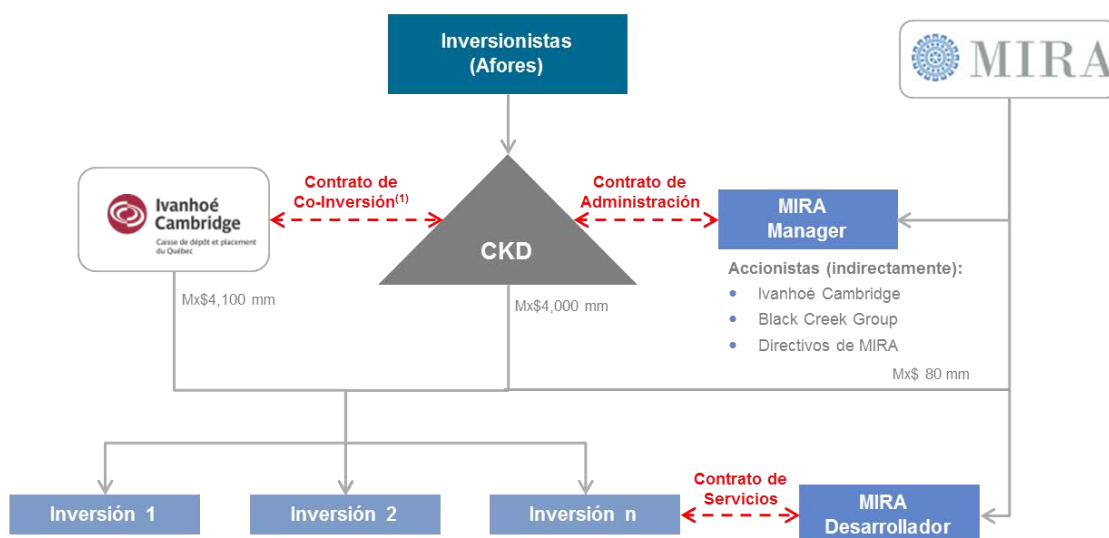 Inversionistas
(Afores)
MIRA
Ivanhoé
Cambridge
Caisse de dépôt et placement
du Québec
Contrato de
Co-Inversión(1)
CKD
Contrato de
Administración
MIRA
Manager
Accionistas (indirectamente):
• Ivanhoé Cambridge
• Black Creek Group
• Directivos de MIRA
Mx$4,100 mm
Mx$4,000 mm
Mx$ 80 mm
Inversión 1
Inversión 2
Inversión n
Contrato de
Servicios
MIRA
Desarrollador